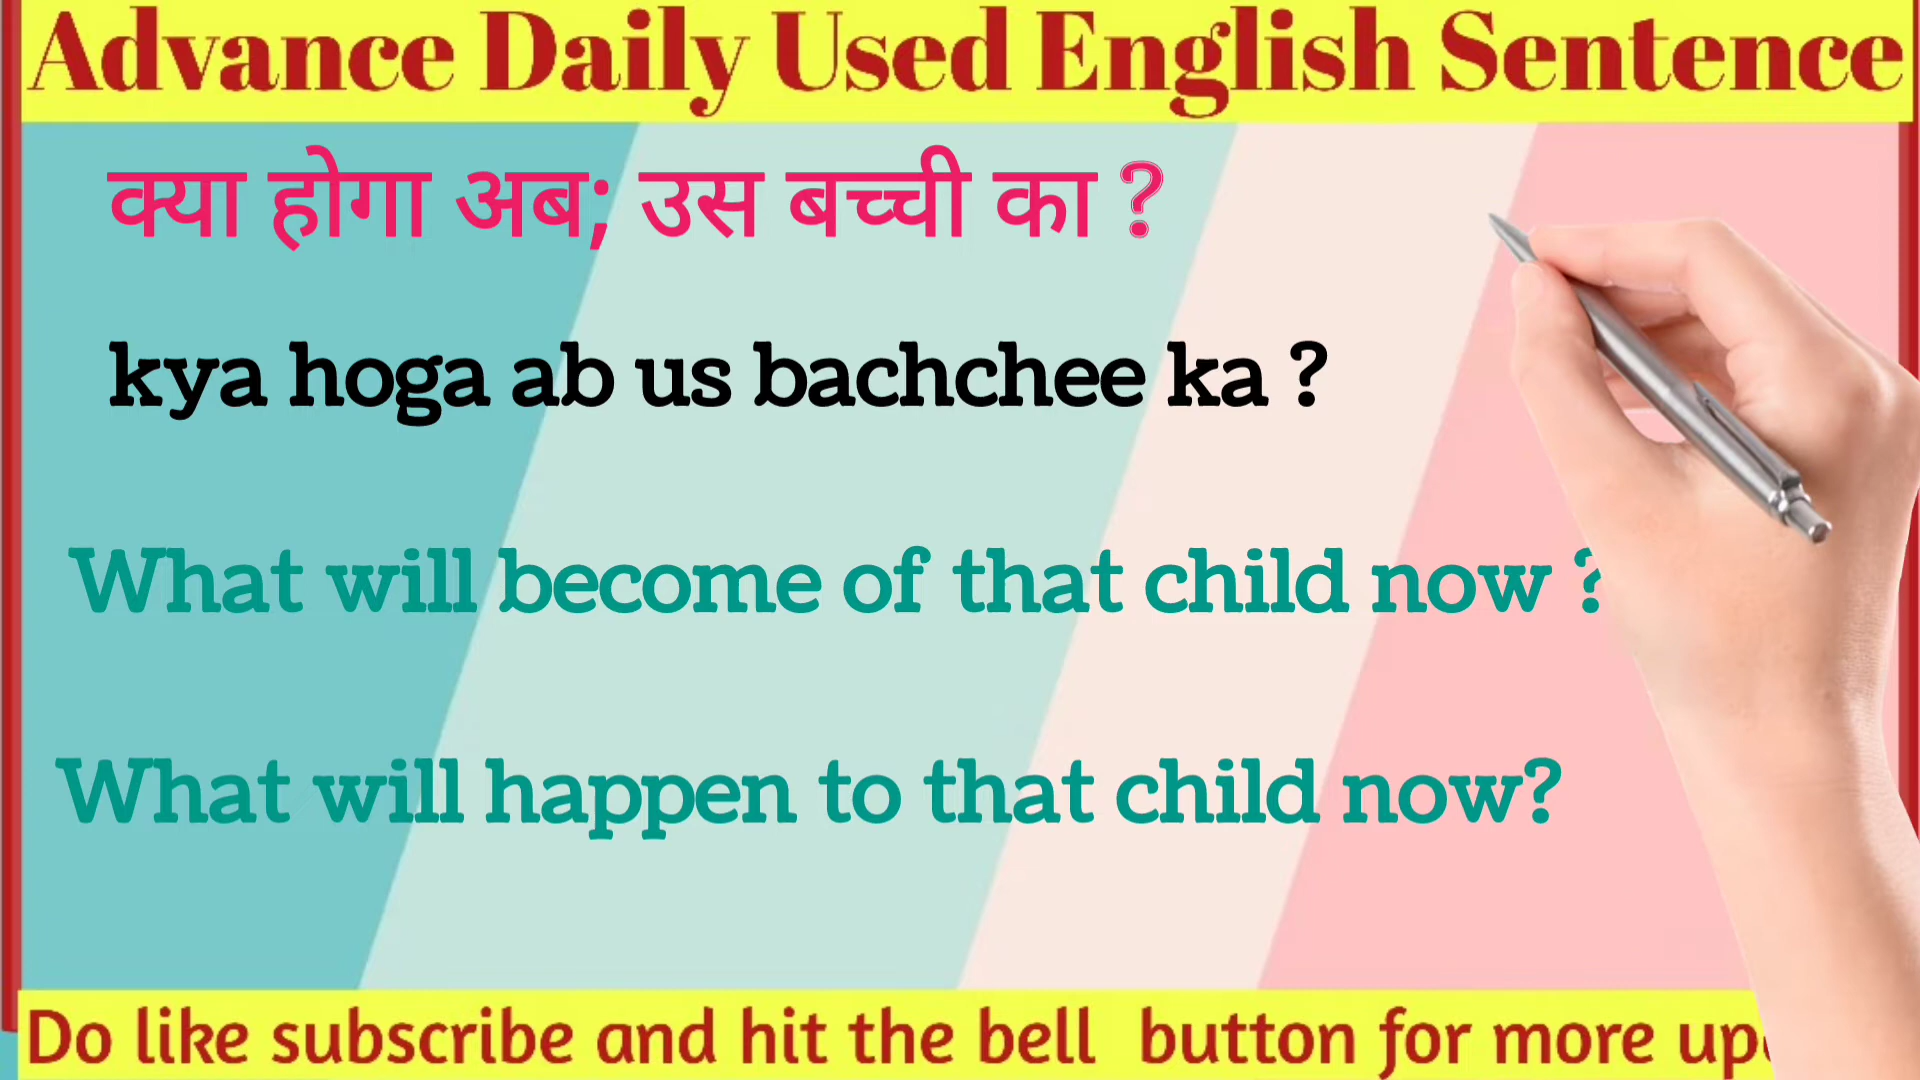 Advance Daily Used English Sentence
क्या होगा अब; उस बच्ची का ?
kya hoga ab us bachchee ka ?
What will become of that child now ?
What will happen to that child now?
Do like subscribe and hit the bell button for more